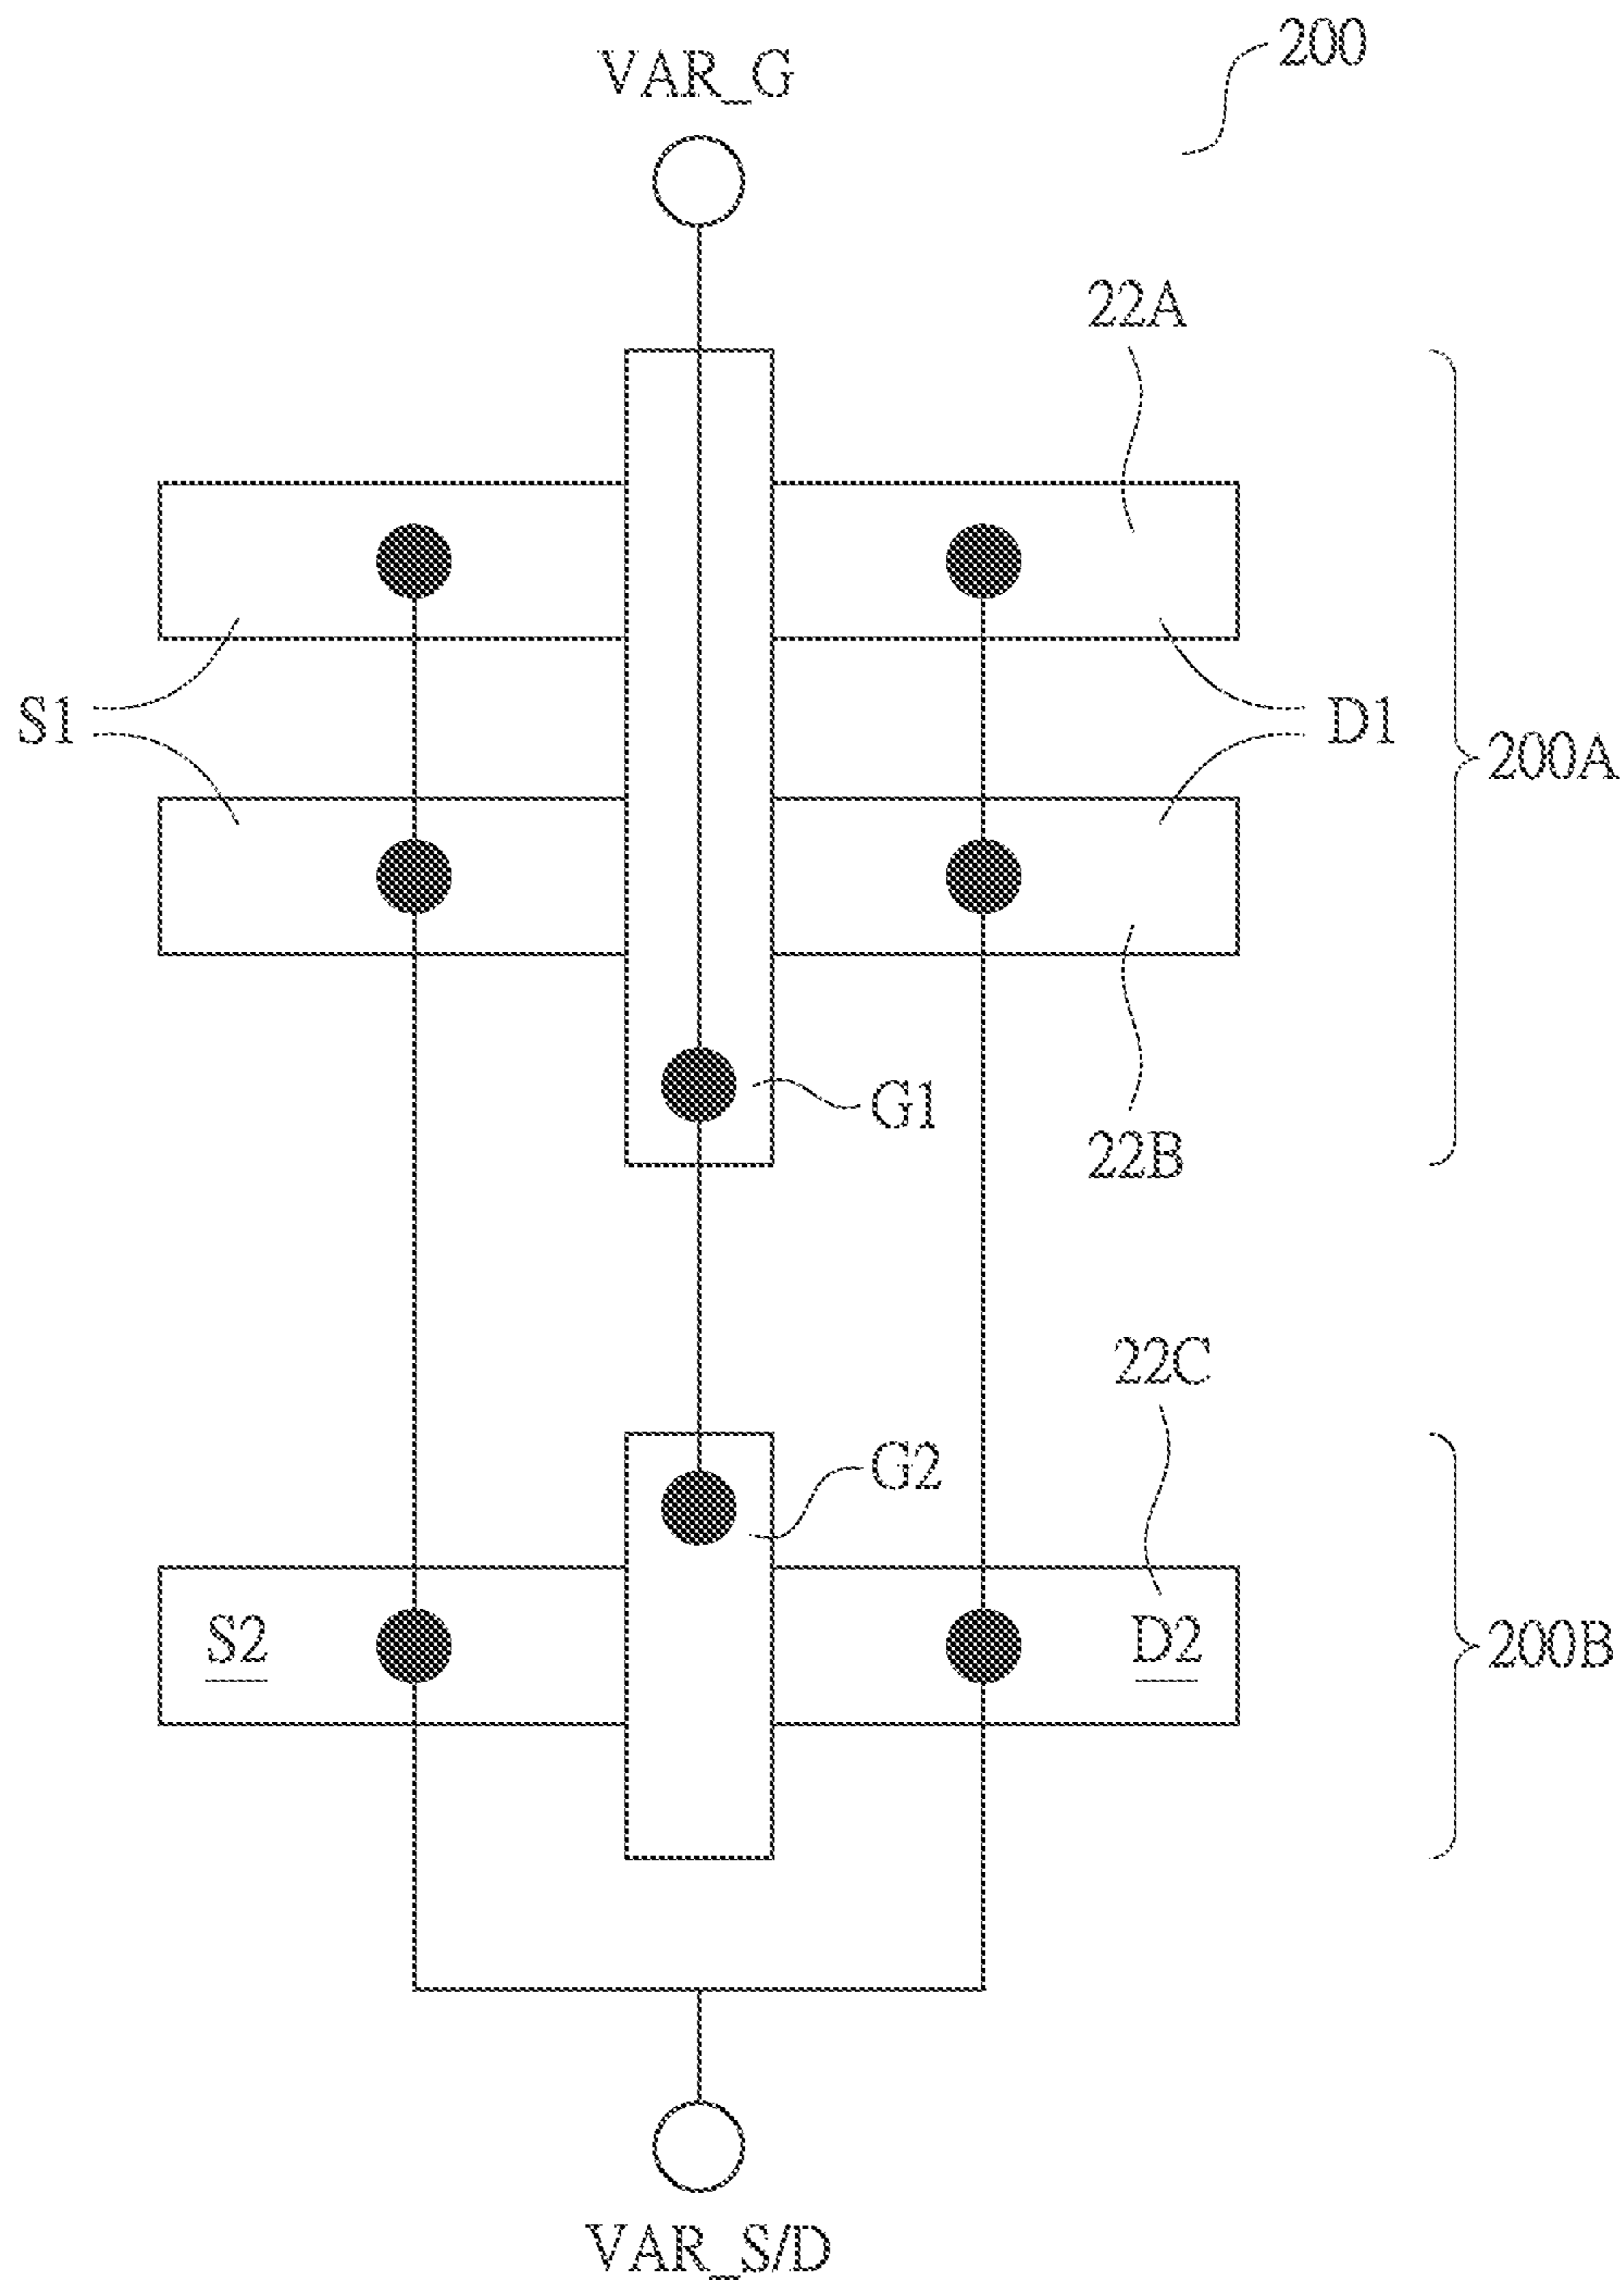 200
VAR_G
22A
S1
D1
200A
G1
22B
22C
G2
S2
D2
200B
VAR_S/D